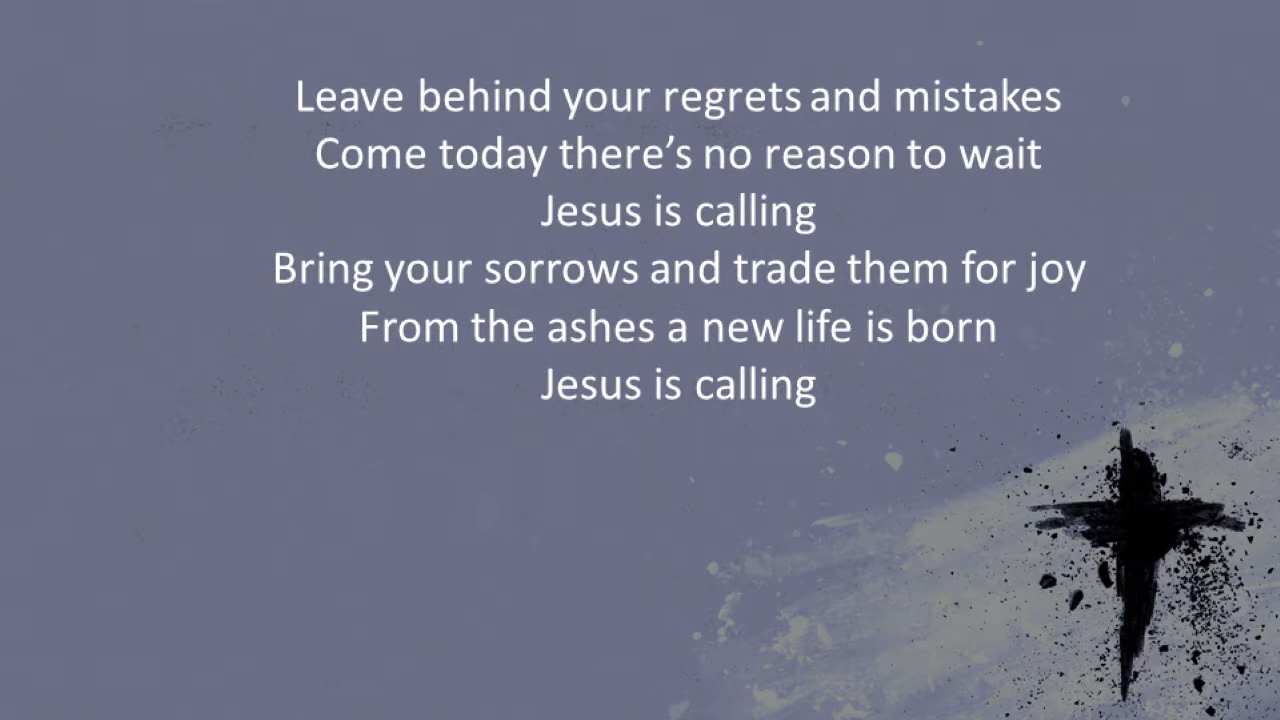 Leave behind your regrets and mistakes
Come today there’s no reason to wait
Jesus is calling
Bring your sorrows and trade them for joy
From the ashes a new life is born
Jesus is calling